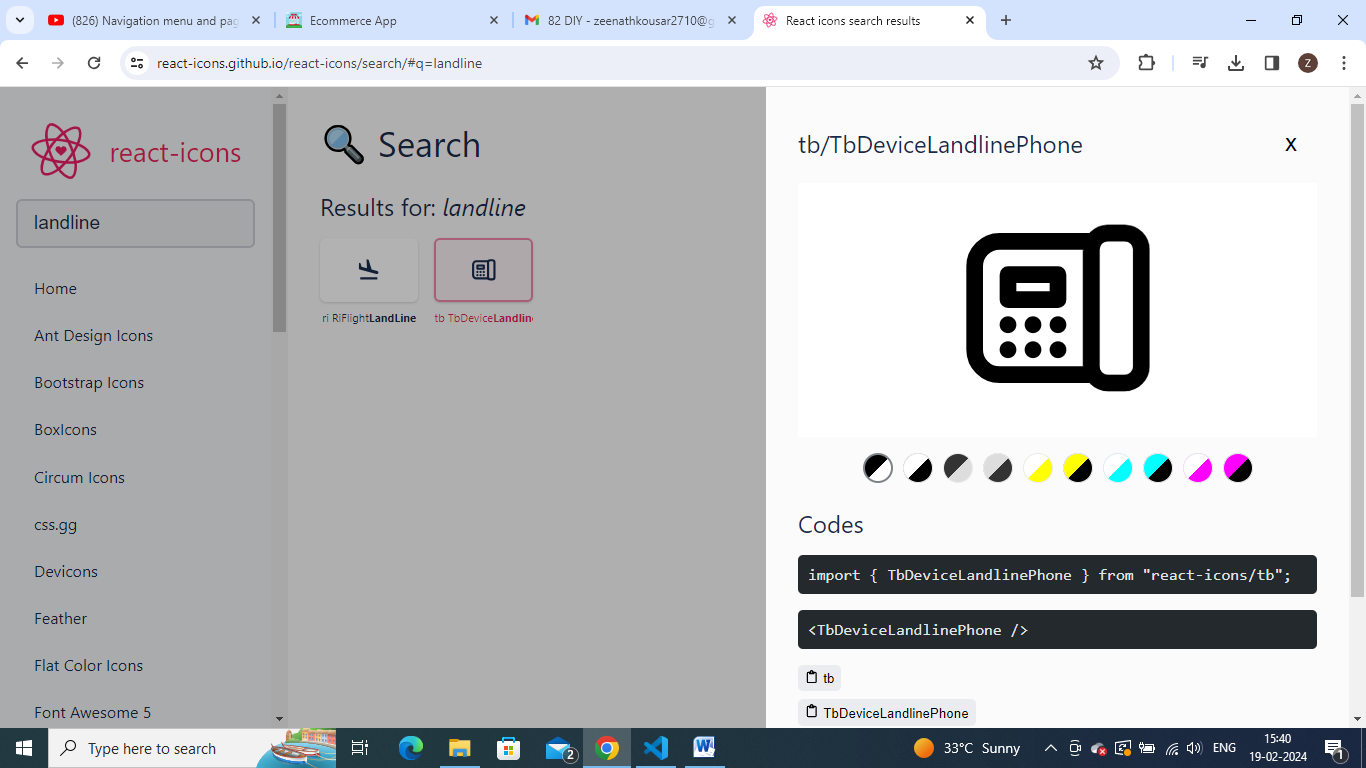 (826) Navigation menu and pag
Ecommerce App
82 DIY - zeenathkousar2710@g
React icons search results
react-icons.github.io/react-icons/search/#q=landline
Z
react-icons
landline
Home
Ant Design Icons
Bootstrap Icons
BoxIcons
Circum Icons
css.gg
Devicons
Feather
Flat Color Icons
Font Awesome 5
Search
Results for: landline
ri RiFlightLandLine
tb TbDeviceLandline
tb/TbDeviceLandlinePhone
X
Codes
import { TbDeviceLandlinePhone } from "react-icons/tb";
<TbDeviceLandlinePhone />
tb
TbDeviceLandlinePhone
Type here to search
2
33°C Sunny
ENG
15:40
19-02-2024
1